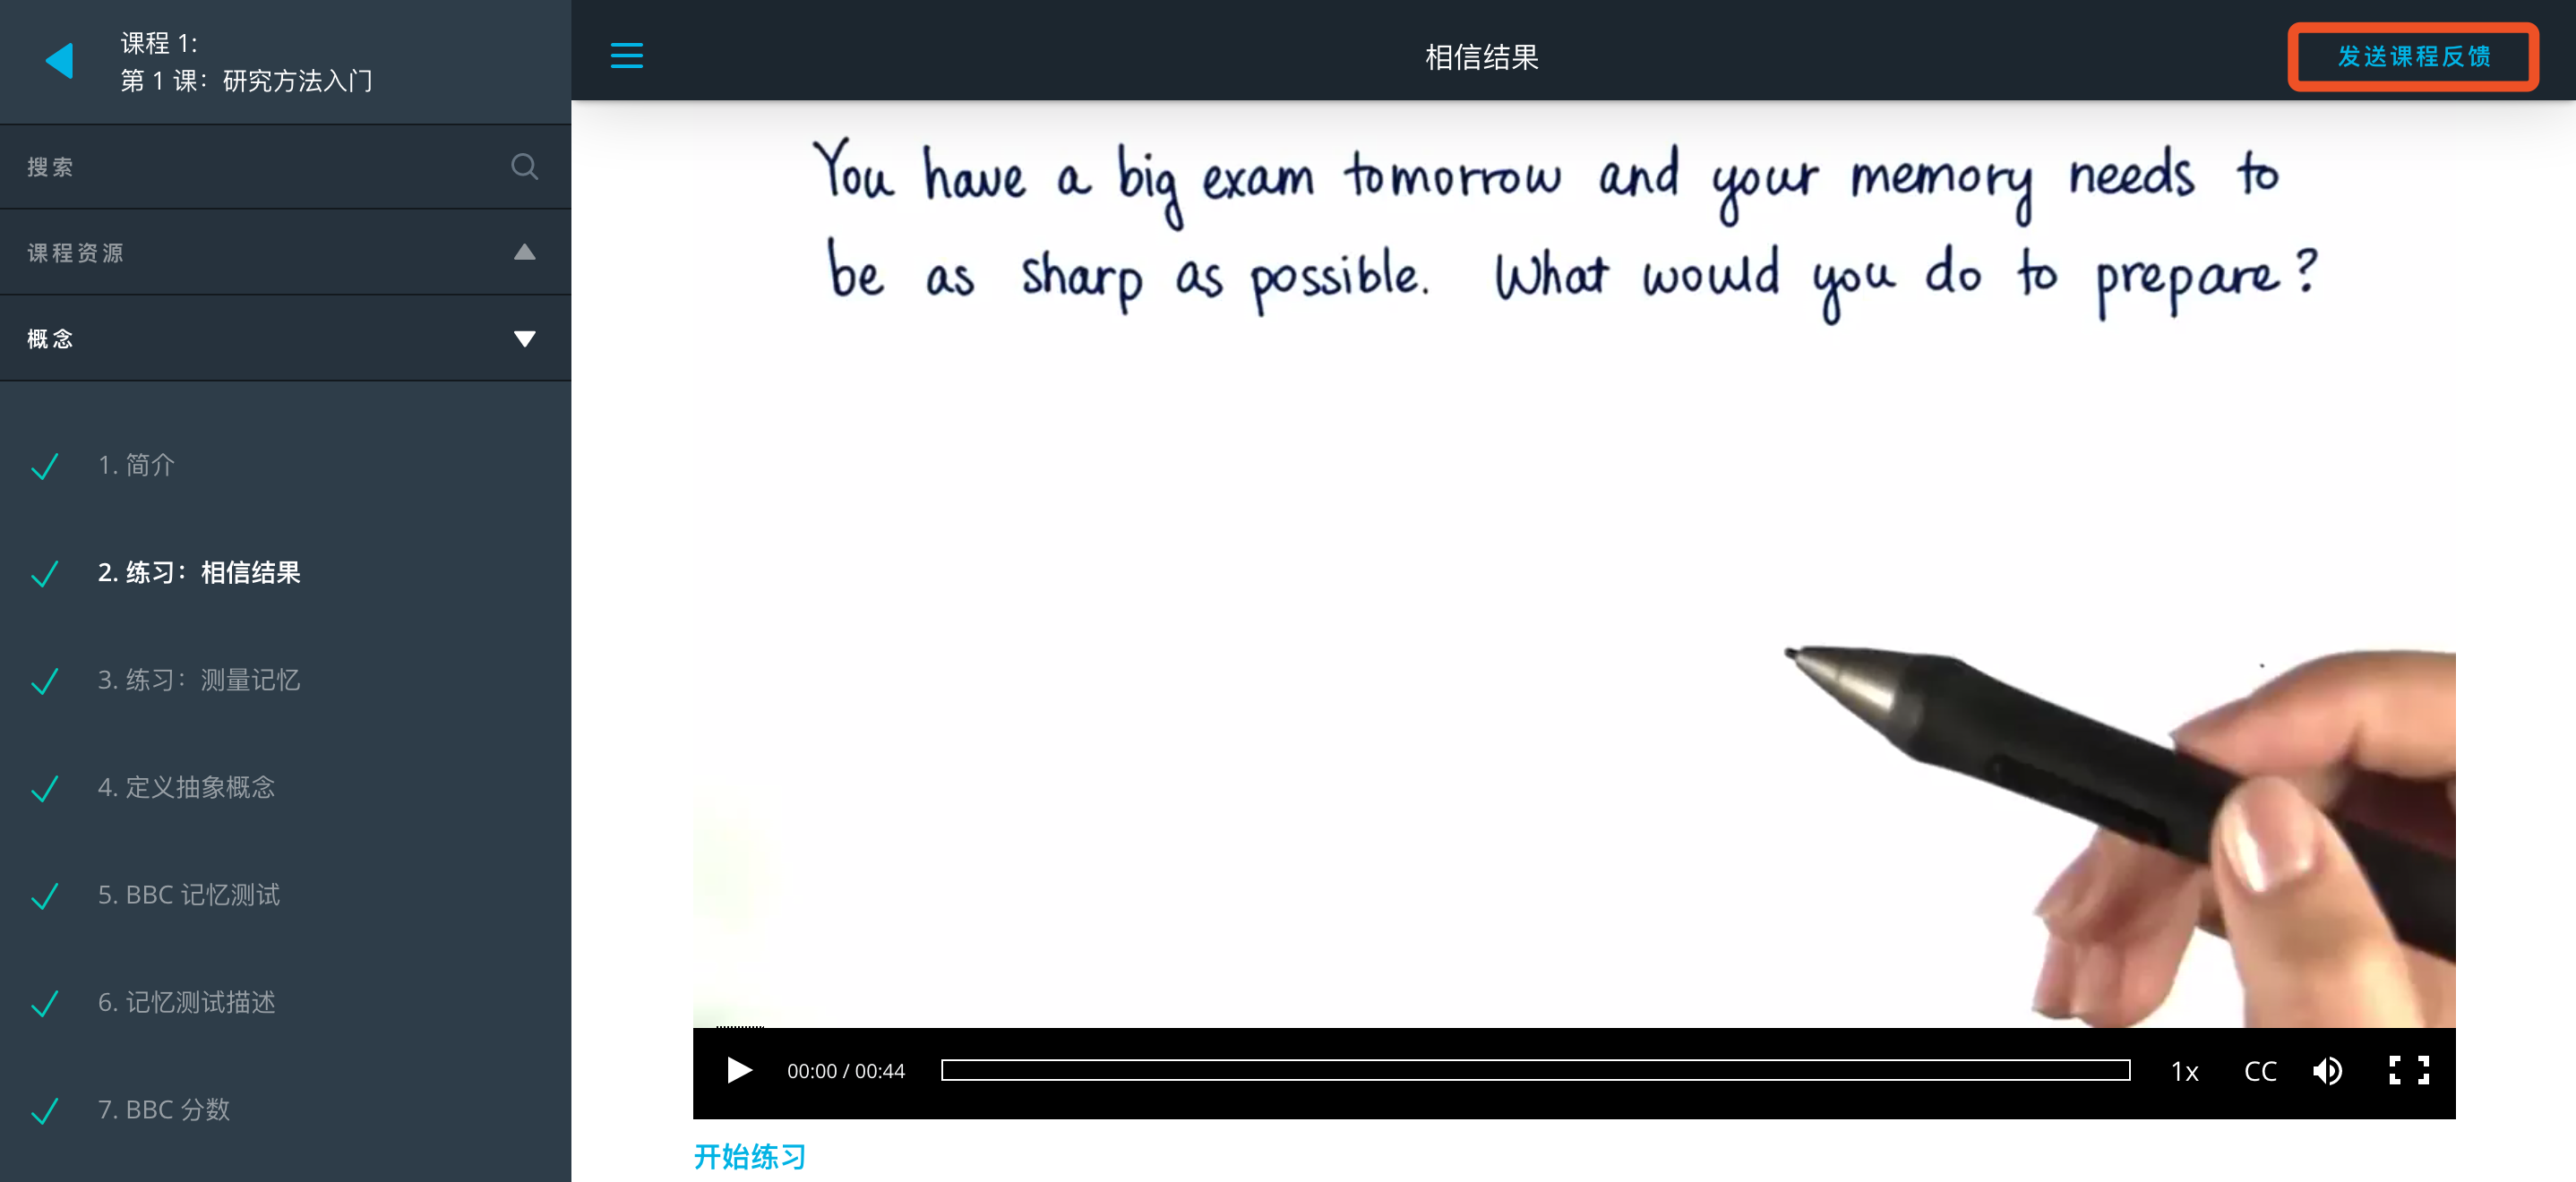 课程 1:
第 1 课：研究方法入门
搜索
课程资源
概念
1. 简介
2. 练习：相信结果
3. 练习：测量记忆
4. 定义抽象概念
5. BBC 记忆测试
6. 记忆测试描述
7. BBC 分数
相信结果
发送课程反馈
You have a big exam tomorrow and your memory needs to
be as sharp as possible. What would you do to prepare?
00:00 / 00:44
1x
CC
开始练习